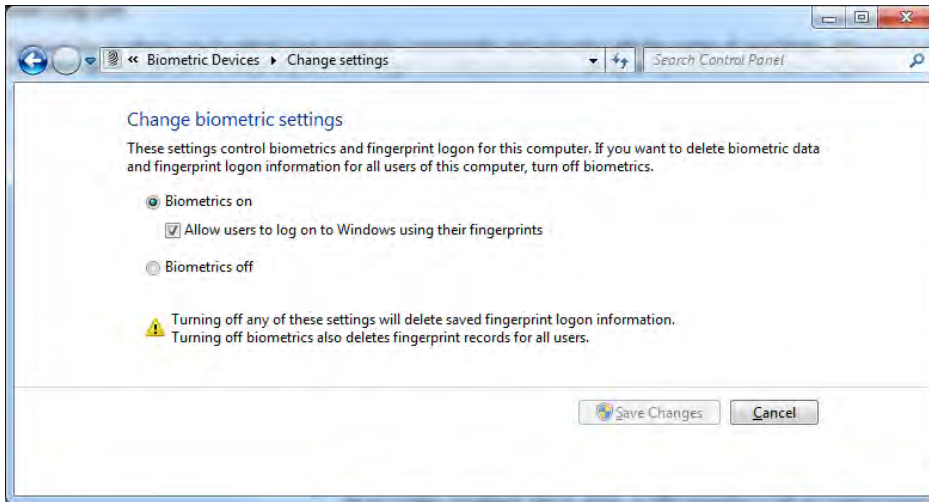 « Biometric Devices ▸ Change settings
Search Control Panel
Change biometric settings
These settings control biometrics and fingerprint logon for this computer. If you want to delete biometric data
and fingerprint logon information for all users of this computer, turn off biometrics.
Biometrics on
Allow users to log on to Windows using their fingerprints
Biometrics off
Turning off any of these settings will delete saved fingerprint logon information.
Turning off biometrics also deletes fingerprint records for all users.
Save Changes
Cancel